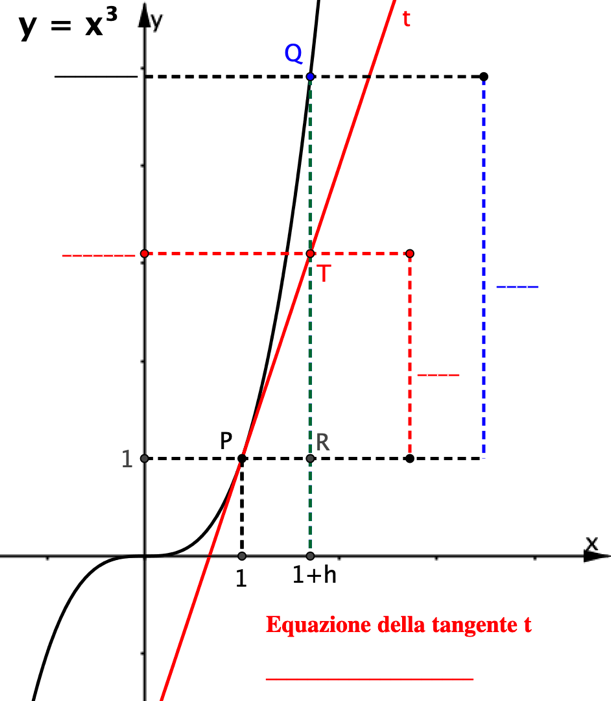 y = x³
y
t
Q
T
P
R
1
x
1
1+h
Equazione della tangente t